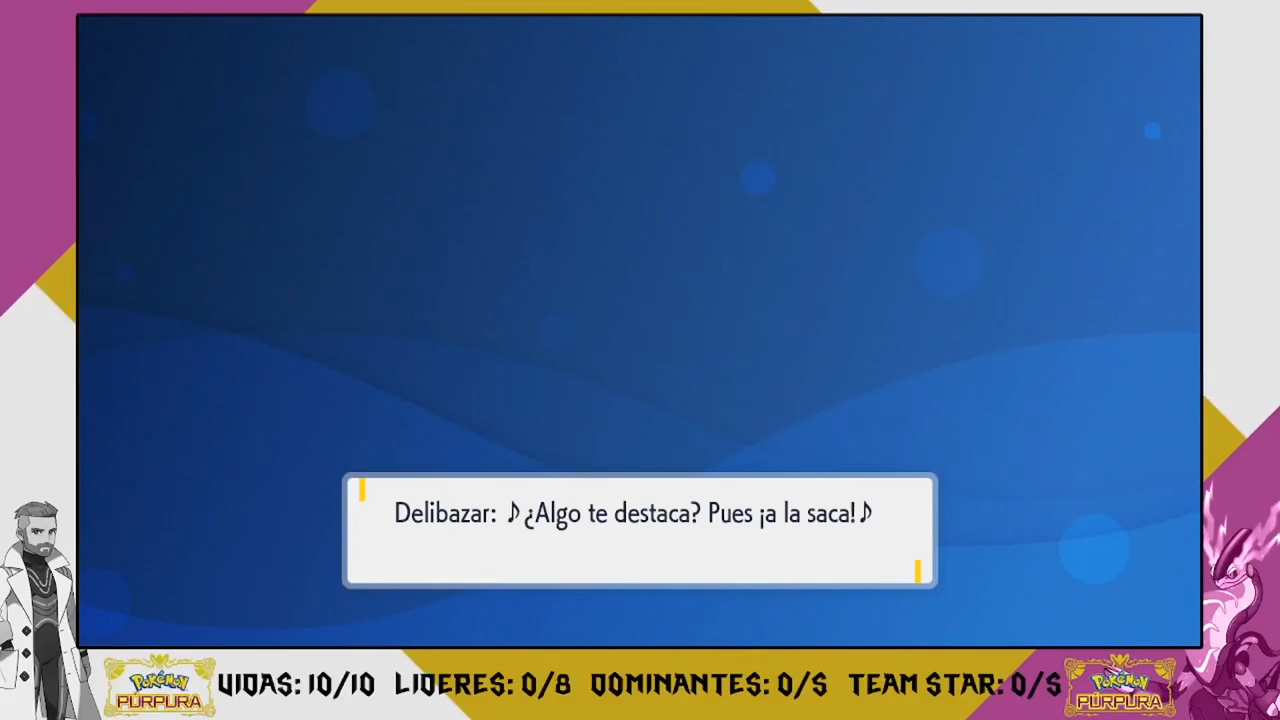 Delibazar: ♪¿Algo te destaca? Pues ¡a la saca!♪
VIDAS: 10/10 LIDERES: 0/8 DOMINANTES: 0/5 TEAM STAR: 0/5
Pokémon
PÚRPURA
Pokémon
PÚRPURA